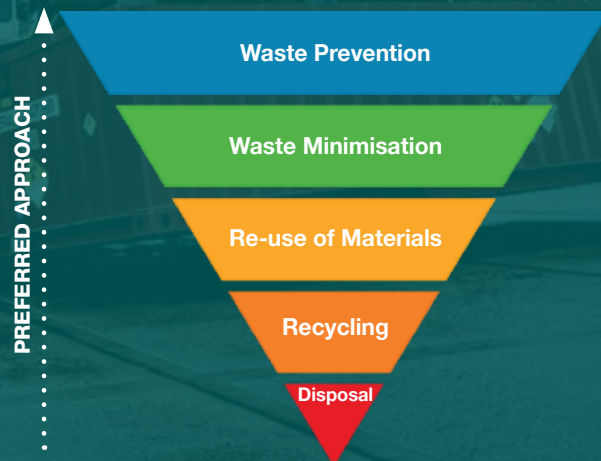 PREFERRED APPROACH
Waste Prevention
Waste Minimisation
Re-use of Materials
Recycling
Disposal